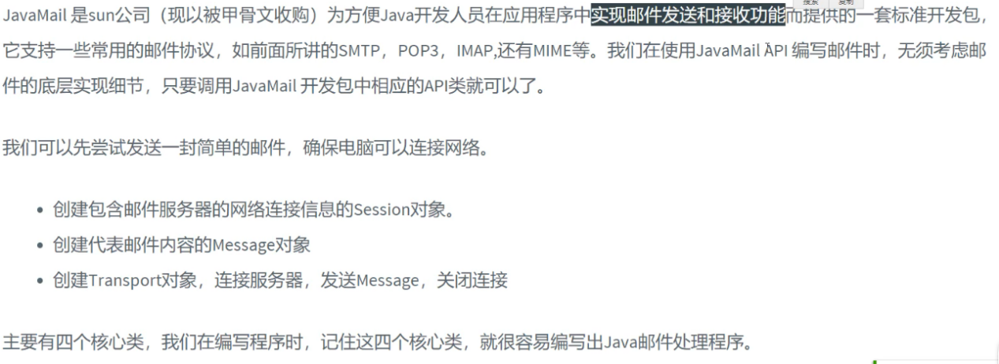 搜索 复制
JavaMail 是sun公司（现以被甲骨文收购）为方便Java开发人员在应用程序中实现邮件发送和接收功能而提供的一套标准开发包，
它支持一些常用的邮件协议，如前面所讲的SMTP，POP3，IMAP,还有MIME等。我们在使用JavaMail API 编写邮件时，无须考虑邮
件的底层实现细节，只要调用JavaMail 开发包中相应的API类就可以了。
我们可以先尝试发送一封简单的邮件，确保电脑可以连接网络。
• 创建包含邮件服务器的网络连接信息的Session对象。
• 创建代表邮件内容的Message对象
• 创建Transport对象，连接服务器，发送Message，关闭连接
主要有四个核心类，我们在编写程序时，记住这四个核心类，就很容易编写出Java邮件处理程序。